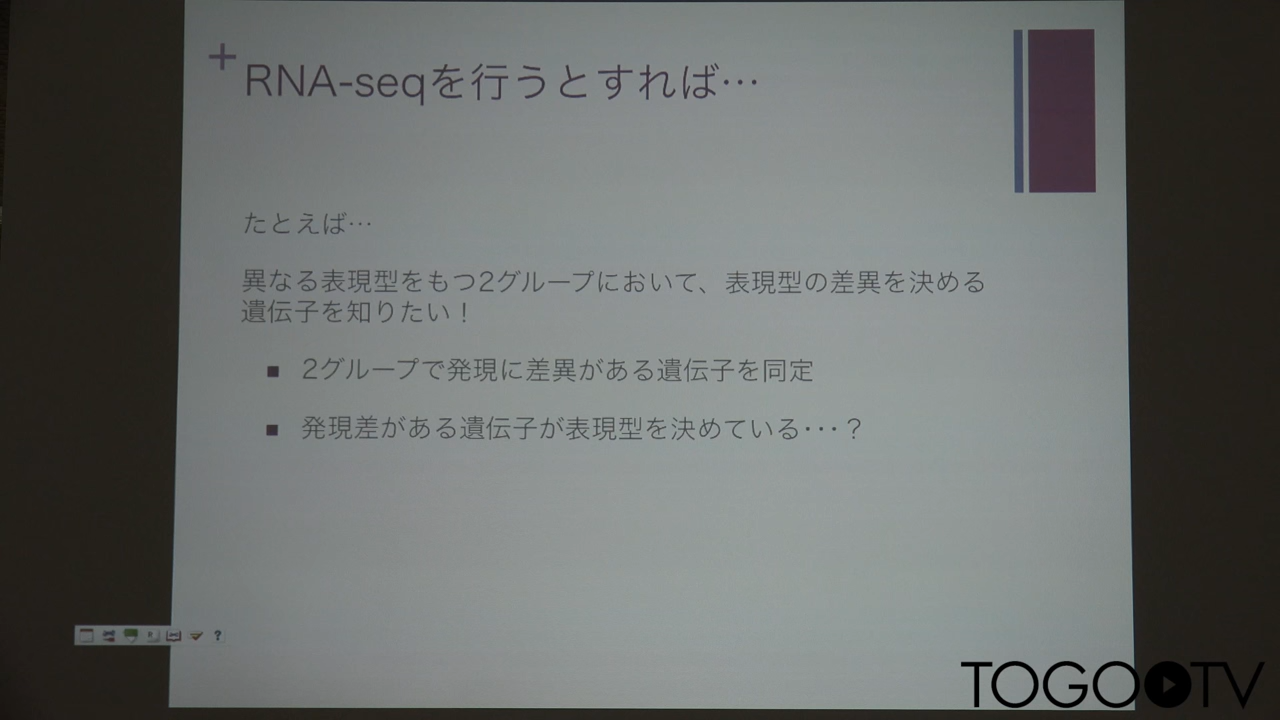 +
RNA-seqを行うとすれば…
たとえば…
異なる表現型をもつ2グループにおいて、表現型の差異を決める
遺伝子を知りたい！
■ 2グループで発現に差異がある遺伝子を同定
■ 発現差がある遺伝子が表現型を決めている･･･？
?
TOGOTV